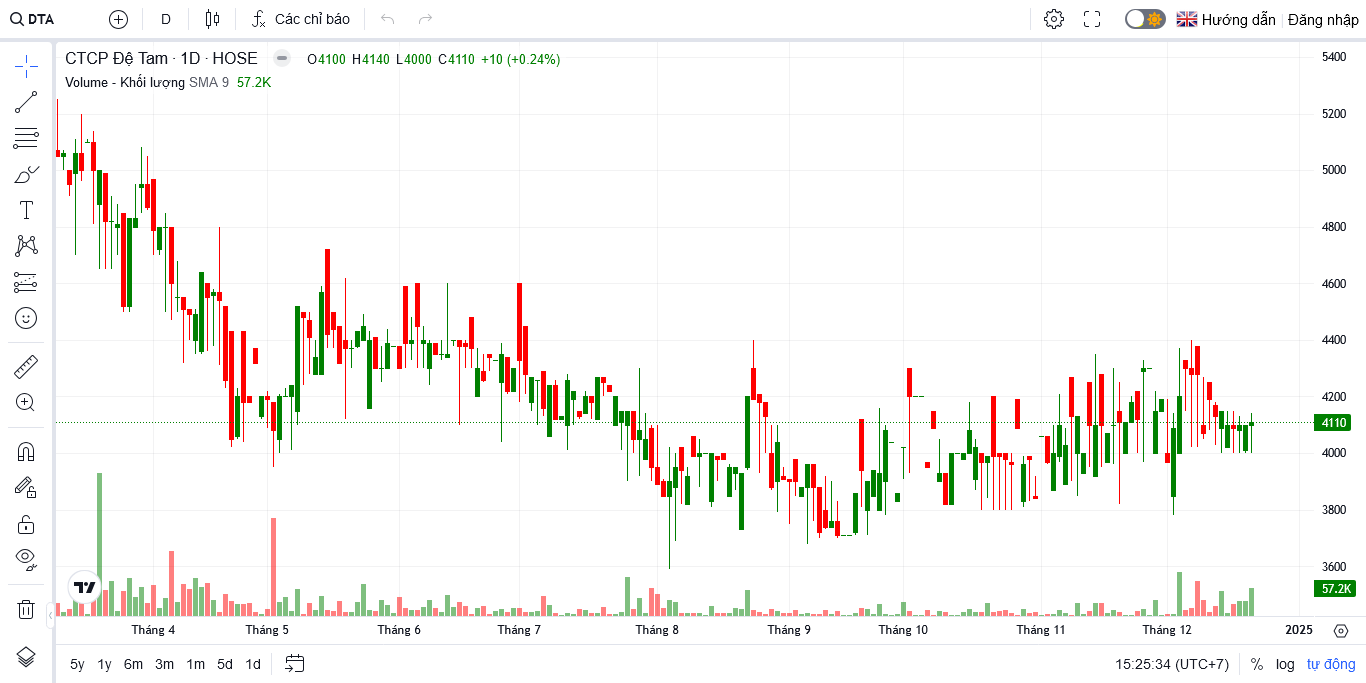 DTA D Các chỉ báo Hướng dẫn Đăng nhập
CTCP Đệ Tam · 1D · HOSE O4100 H4140 L4000 C4110 +10 (+0.24%)
Volume - Khối lượng SMA 9 57.2K
5400
5200
5000
4800
4600
4400
4200
4110
4000
3800
3600
57.2K
Tháng 4 Tháng 5 Tháng 6 Tháng 7 Tháng 8 Tháng 9 Tháng 10 Tháng 11 Tháng 12 2025
5y 1y 6m 3m 1m 5d 1d 15:25:34 (UTC+7) % log tự động